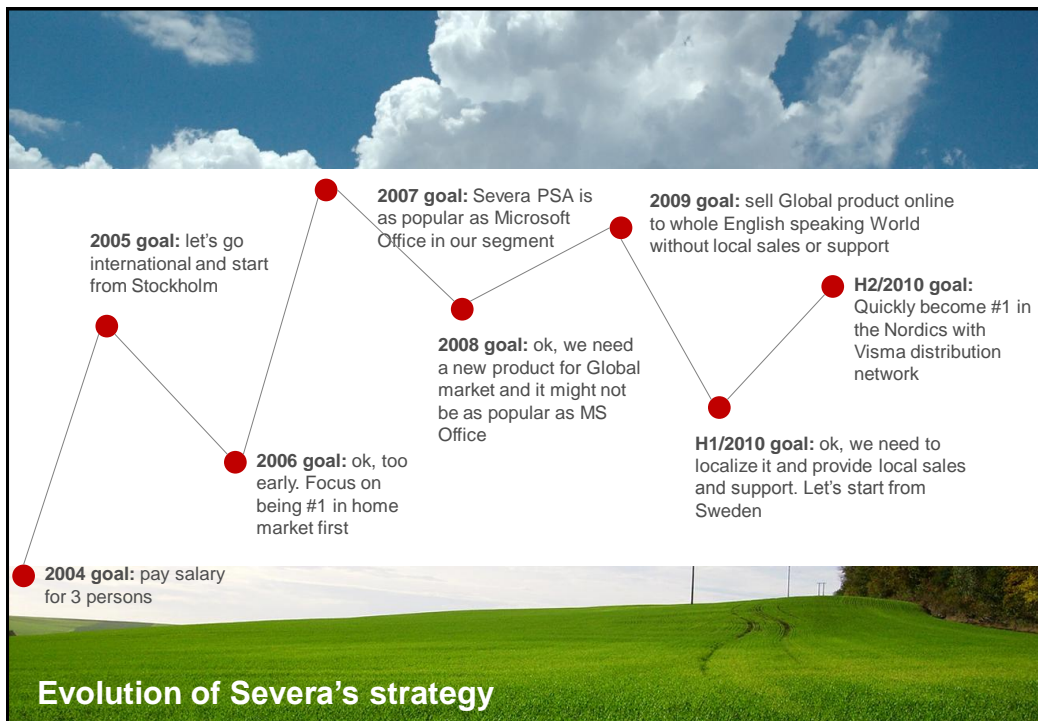 2004 goal: pay salary
for 3 persons
2005 goal: let's go
international and start
from Stockholm
2006 goal: ok, too
early. Focus on
being #1 in home
market first
2007 goal: Severa PSA is
as popular as Microsoft
Office in our segment
2008 goal: ok, we need
a new product for Global
market and it might not
be as popular as MS
Office
2009 goal: sell Global product online
to whole English speaking World
without local sales or support
H1/2010 goal: ok, we need to
localize it and provide local sales
and support. Let's start from
Sweden
H2/2010 goal:
Quickly become #1 in
the Nordics with
Visma distribution
network
Evolution of Severa's strategy